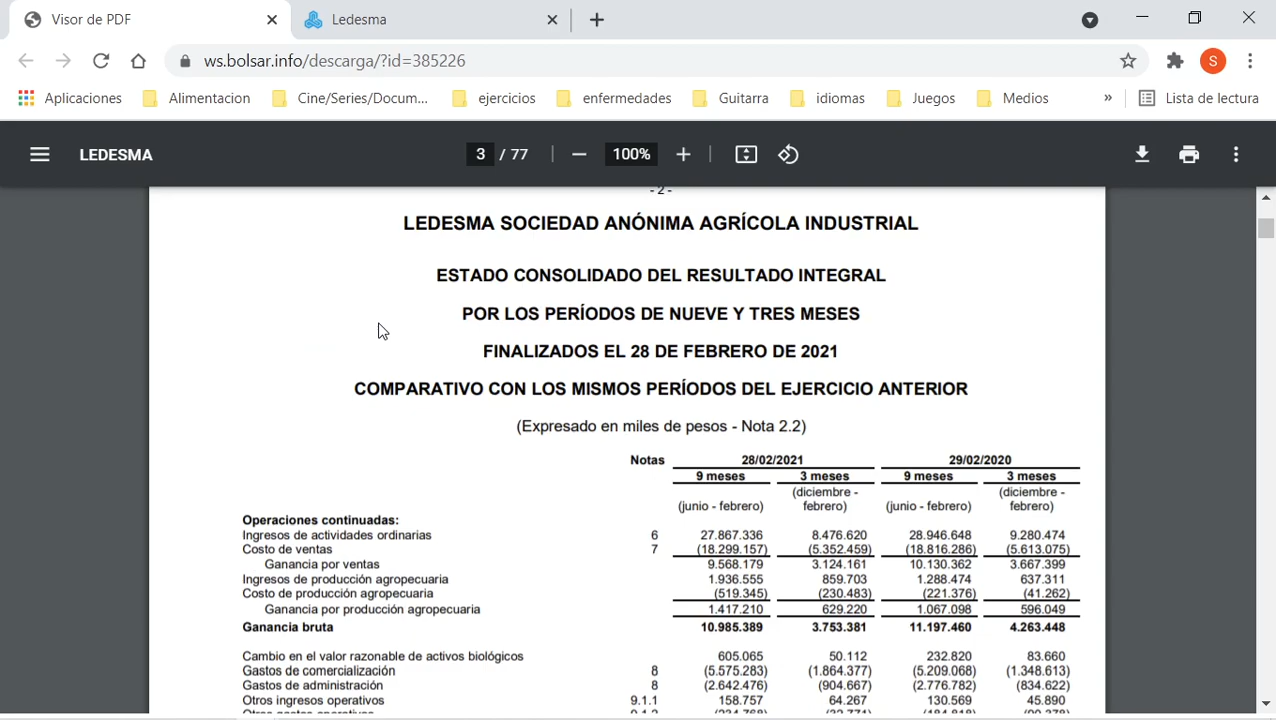 Visor de PDF
Ledesma
ws.bolsar.info/descarga/?id=385226
S
Aplicaciones Alimentacion Cine/Series/Docum... ejercicios enfermedades Guitarra idiomas Juegos Medios » Lista de lectura
LEDESMA 3 / 77 100%
- 2 -
LEDESMA SOCIEDAD ANÓNIMA AGRÍCOLA INDUSTRIAL
ESTADO CONSOLIDADO DEL RESULTADO INTEGRAL
POR LOS PERÍODOS DE NUEVE Y TRES MESES
FINALIZADOS EL 28 DE FEBRERO DE 2021
COMPARATIVO CON LOS MISMOS PERÍODOS DEL EJERCICIO ANTERIOR
(Expresado en miles de pesos - Nota 2.2)
Notas 28/02/2021 29/02/2020
9 meses 3 meses 9 meses 3 meses
(junio - febrero) (diciembre - febrero) (junio - febrero) (diciembre - febrero)
Operaciones continuadas:
Ingresos de actividades ordinarias 6 27.867.336 8.476.620 28.946.648 9.280.474
Costo de ventas 7 (18.299.157) (5.352.459) (18.816.286) (5.613.075)
Ganancia por ventas 9.568.179 3.124.161 10.130.362 3.667.399
Ingresos de producción agropecuaria 1.936.555 859.703 1.288.474 637.311
Costo de producción agropecuaria (519.345) (230.483) (221.376) (41.262)
Ganancia por producción agropecuaria 1.417.210 629.220 1.067.098 596.049
Ganancia bruta 10.985.389 3.753.381 11.197.460 4.263.448
Cambio en el valor razonable de activos biológicos 605.065 50.112 232.820 83.660
Gastos de comercialización 8 (5.575.283) (1.864.377) (5.209.068) (1.348.613)
Gastos de administración 8 (2.642.476) (904.667) (2.776.782) (834.622)
Otros ingresos operativos 9.1.1 158.757 64.267 130.569 45.890